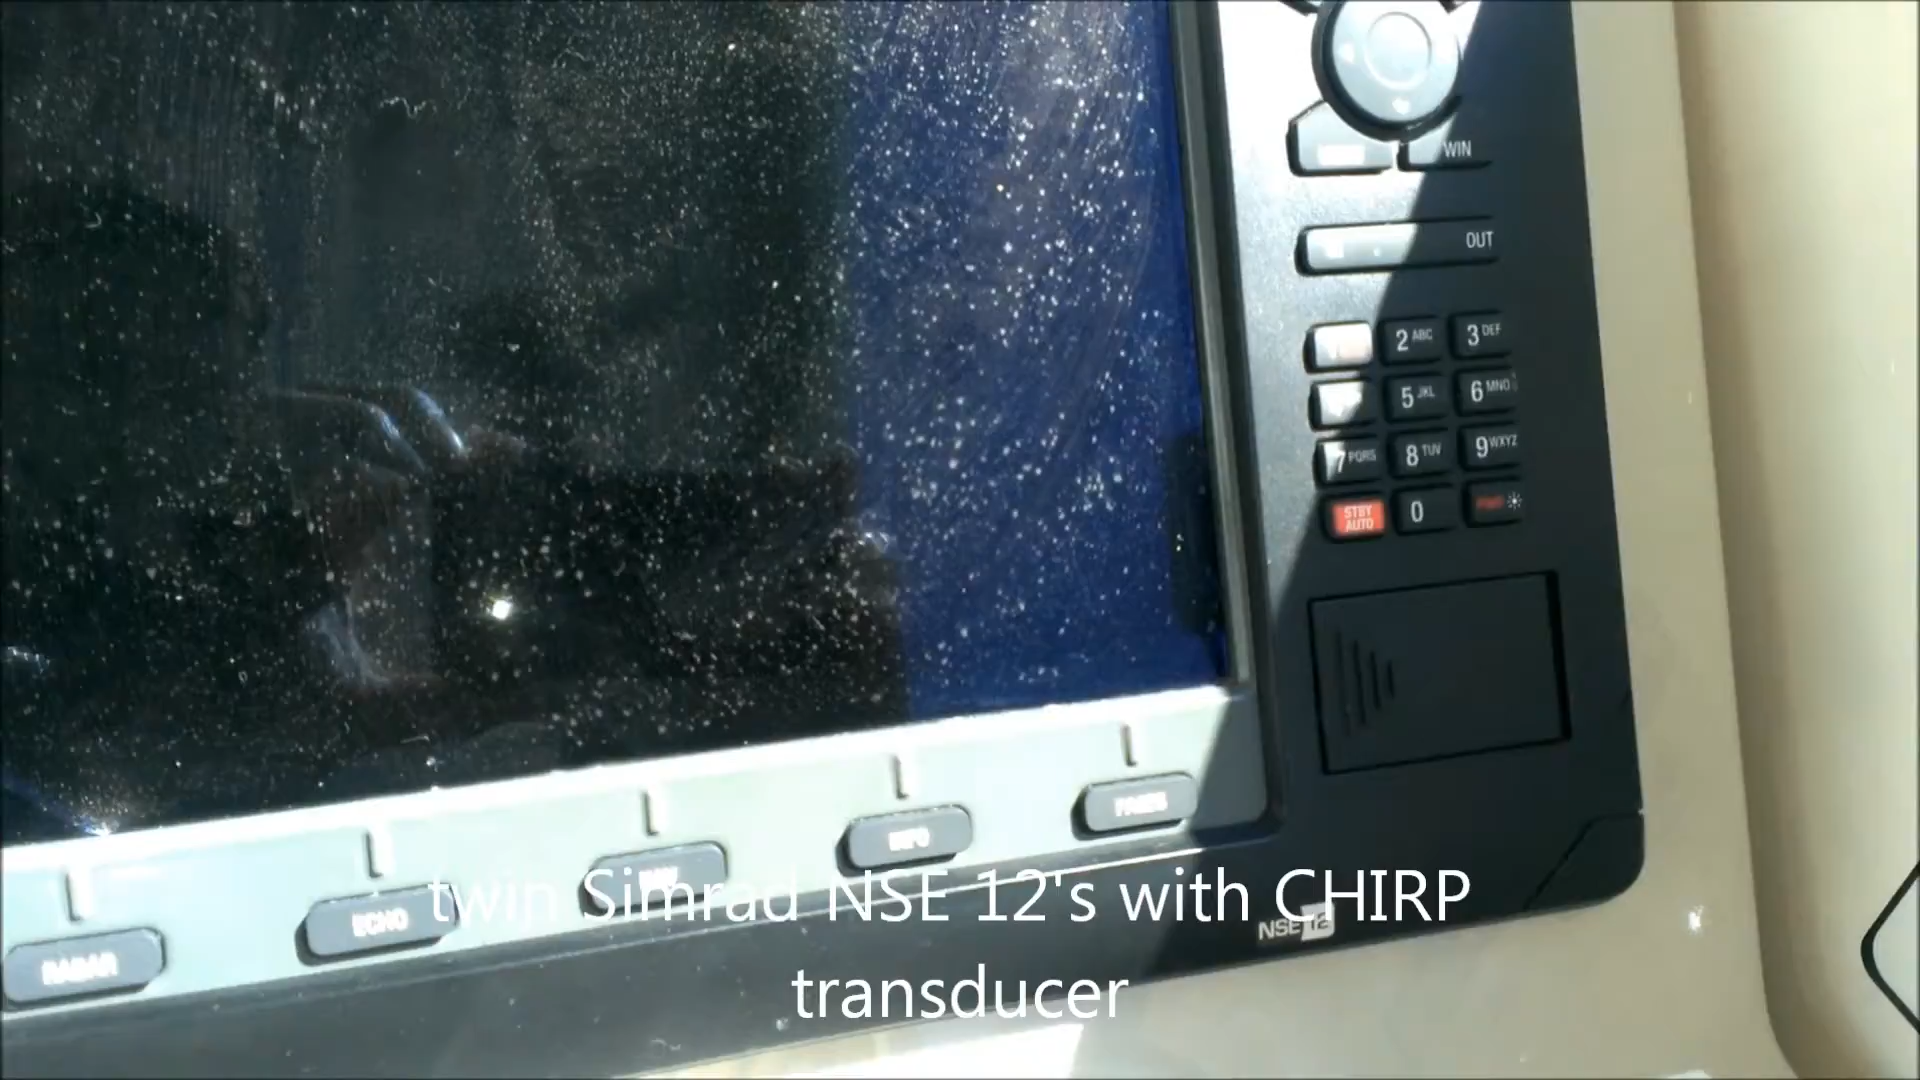 WIN
OUT
2 ABC 3 DEF
5 JKL 6 MNO
7 PQRS 8 TUV 9 WXYZ
STBY
AUTO
0
PAGES
INFO
ECHO
RADAR
NSE 12
twin Simrad NSE 12's with CHIRP
transducer